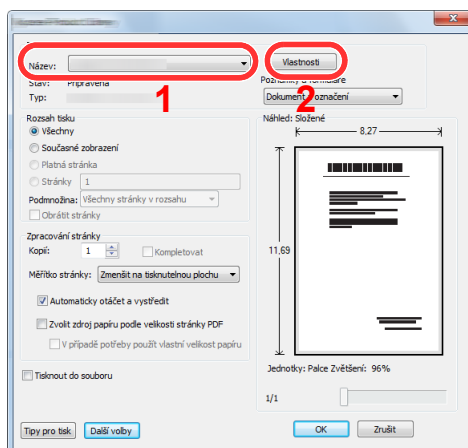 Název:
Vlastnosti
Stav: Připravena
Poznámky a formuláře
Typ:
1
2
Dokument označení
Rozsah tisku
Všechny
Současné zobrazení
Platná stránka
Stránky 1
Podmnožina: Všechny stránky v rozsahu
Obrátit stránky
Zpracování stránky
Kopií: 1 Kompletovat
Měřítko stránky: Zmenšit na tisknutelnou plochu
Automaticky otáčet a vystředit
Zvolit zdroj papíru podle velikosti stránky PDF
V případě potřeby použít vlastní velikost papíru
Tisknout do souboru
Náhled: Složené
8,27
11,69
Jednotky: Palce Zvětšení: 96%
1/1
Tipy pro tisk
Další volby
OK
Zrušit